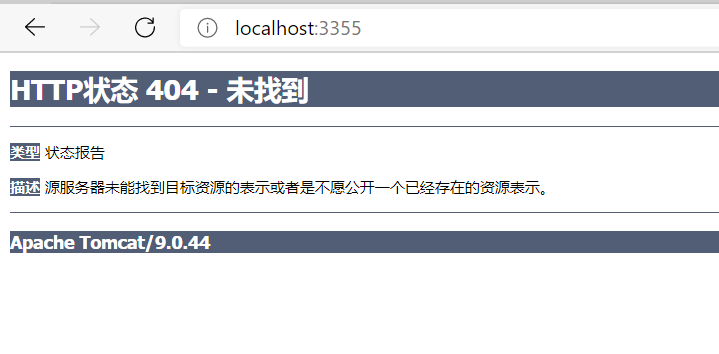 localhost:3355
HTTP状态 404 - 未找到
类型 状态报告
描述 源服务器未能找到目标资源的表示或者是不愿公开一个已经存在的资源表示。
Apache Tomcat/9.0.44